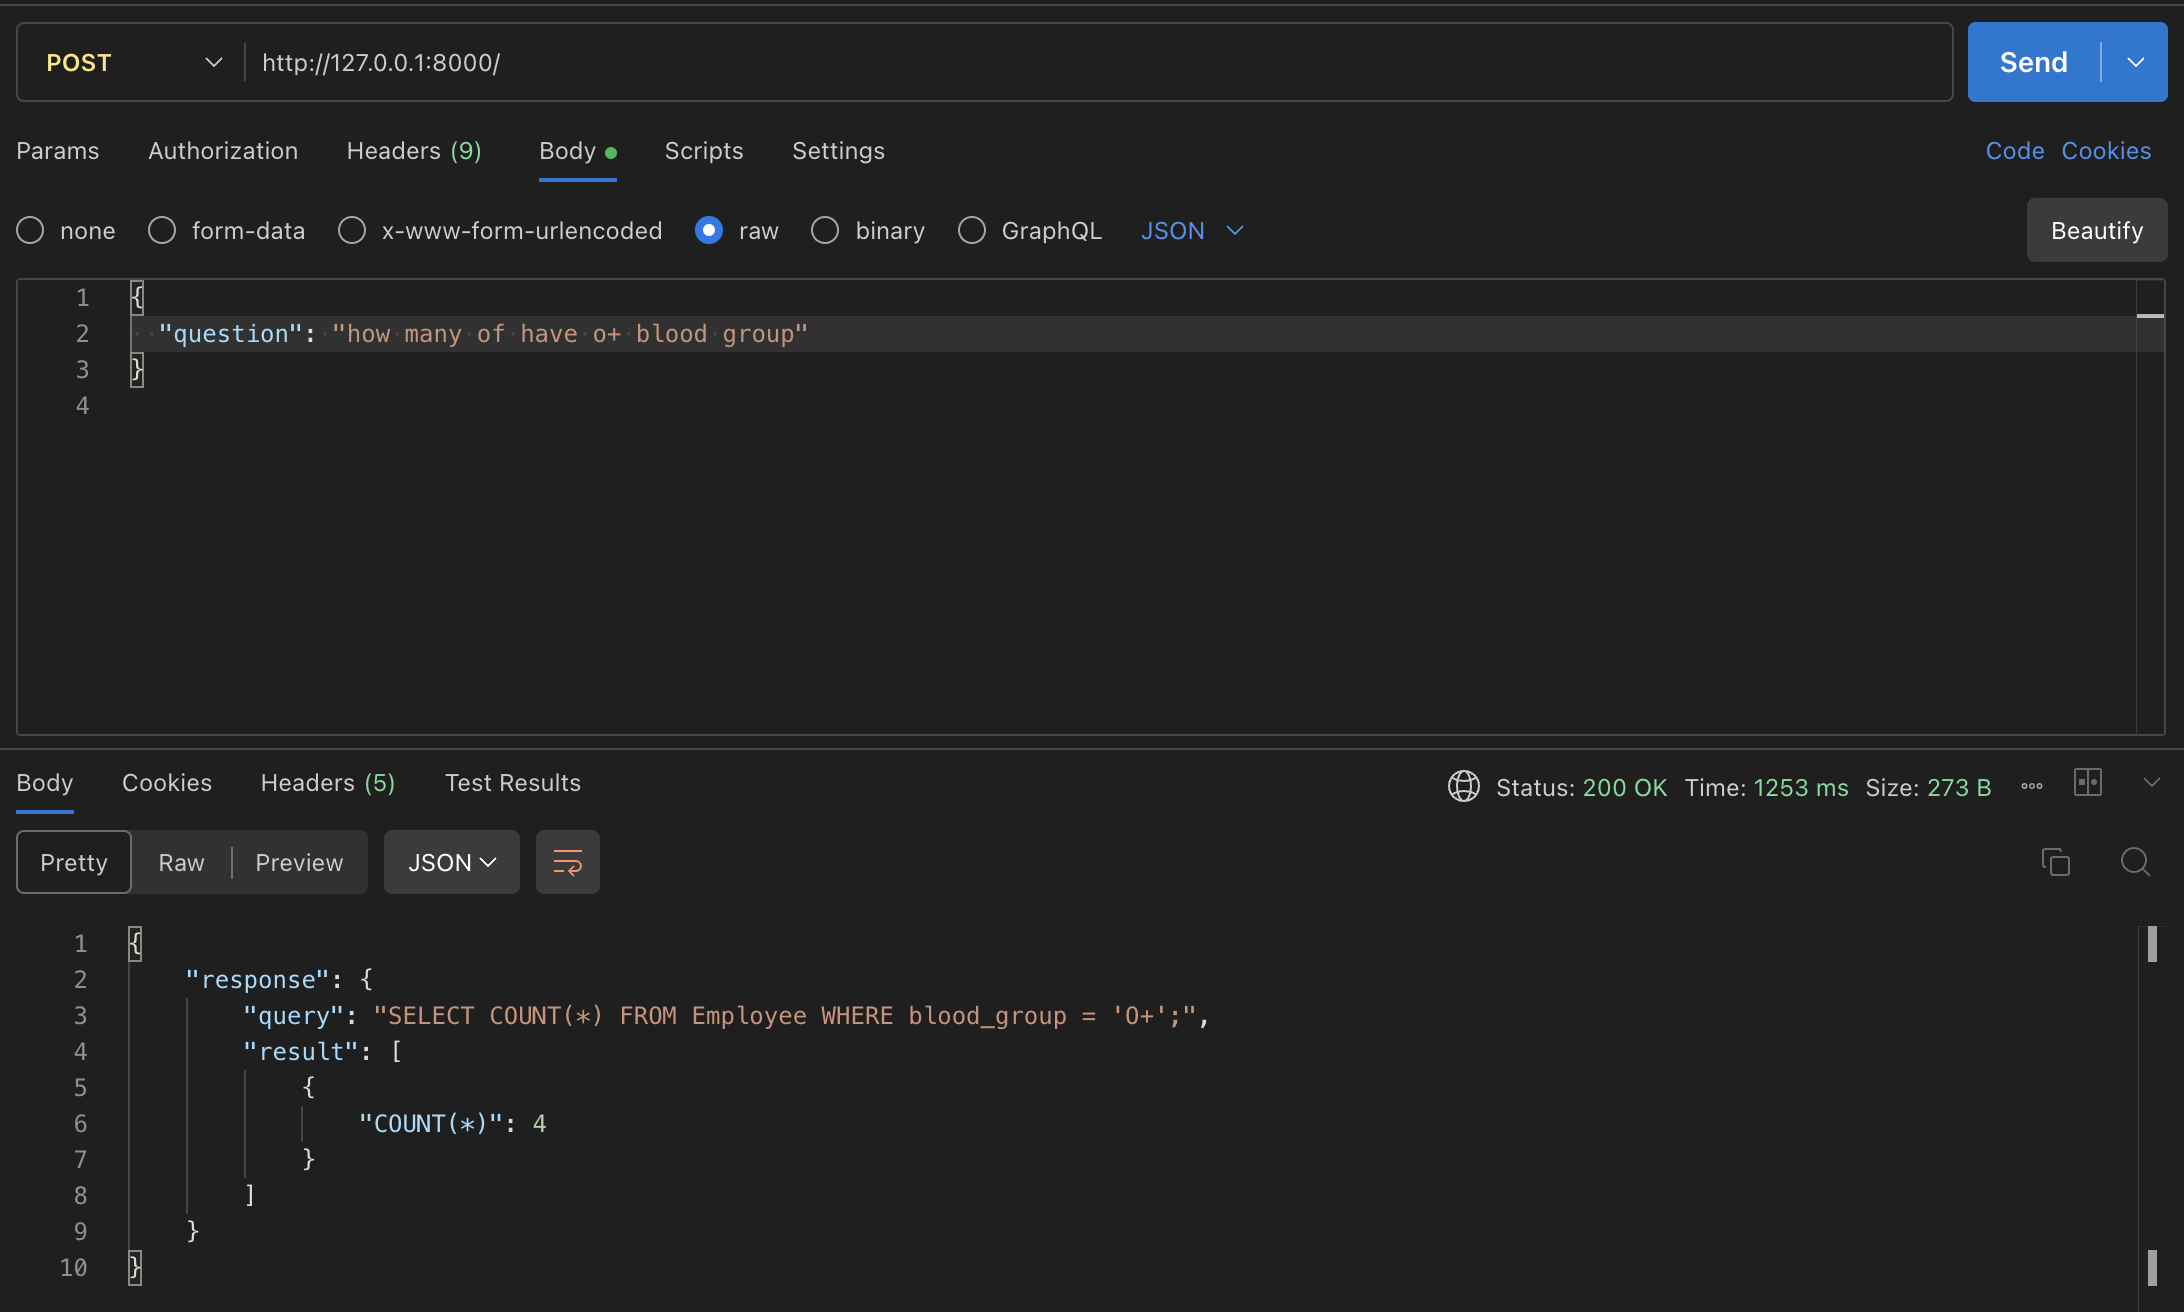 POST http://127.0.0.1:8000/ Send
Params Authorization Headers (9) Body Scripts Settings Code Cookies
none form-data x-www-form-urlencoded raw binary GraphQL JSON Beautify
1 {
2 "question": "how many of have o+ blood group"
3 }
4
Body Cookies Headers (5) Test Results Status: 200 OK Time: 1253 ms Size: 273 B
Pretty Raw Preview JSON
1 {
2 "response": {
3 "query": "SELECT COUNT(*) FROM Employee WHERE blood_group = 'O+';",
4 "result": [
5 {
6 "COUNT(*)": 4
7 }
8 ]
9 }
10 }